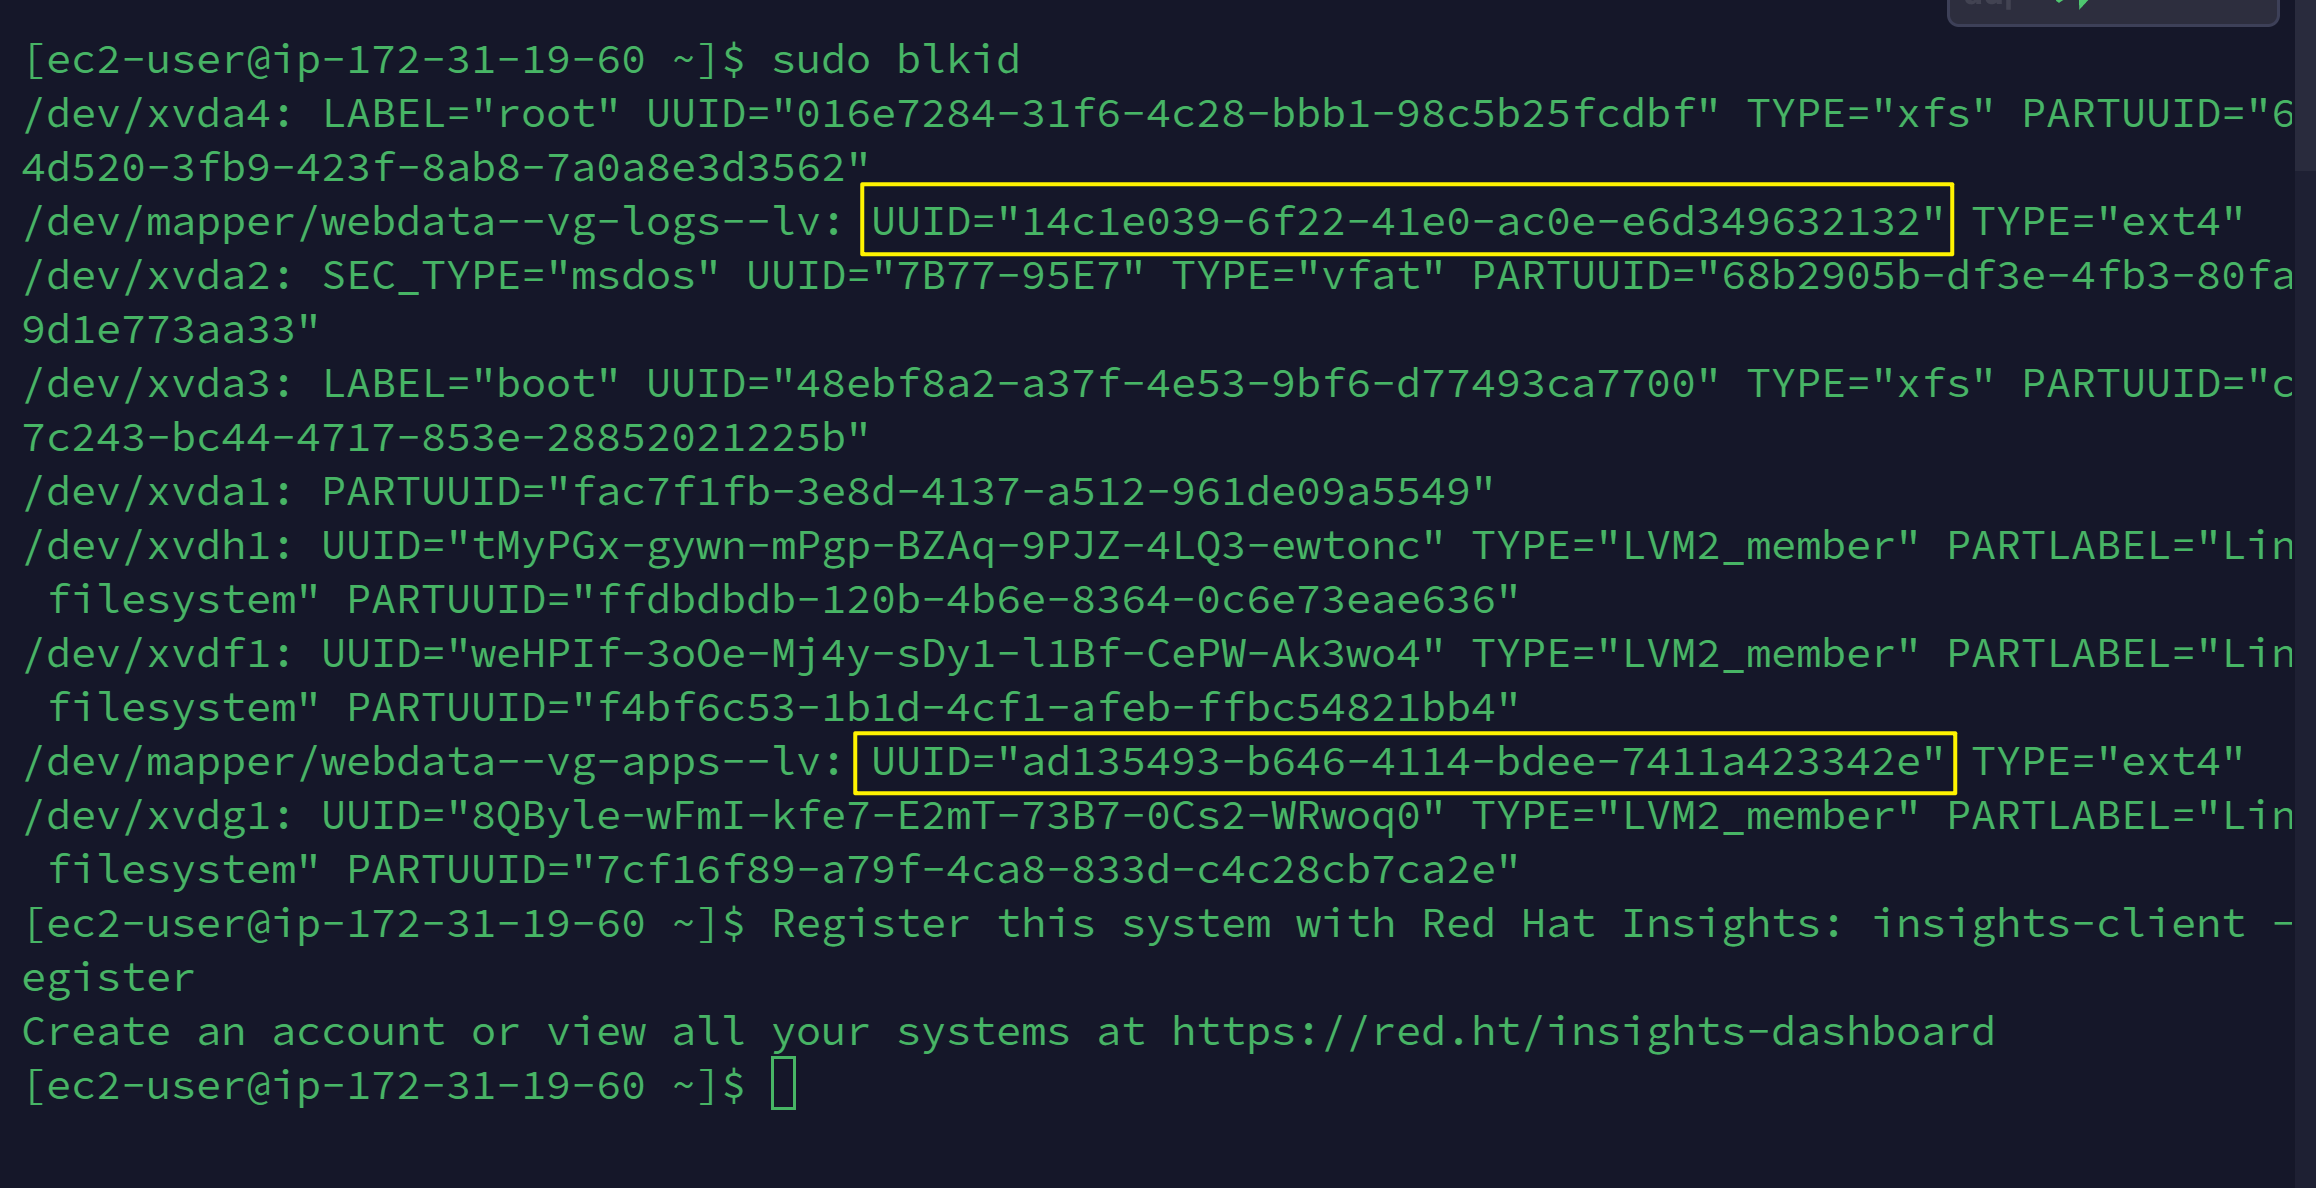 [ec2-user@ip-172-31-19-60 ~]$ sudo blkid
/dev/xvda4: LABEL="root" UUID="016e7284-31f6-4c28-bbb1-98c5b25fcdbf" TYPE="xfs" PARTUUID="6
4d520-3fb9-423f-8ab8-7a0a8e3d3562"
/dev/mapper/webdata--vg-logs--lv: UUID="14c1e039-6f22-41e0-ac0e-e6d349632132" TYPE="ext4"
/dev/xvda2: SEC_TYPE="msdos" UUID="7B77-95E7" TYPE="vfat" PARTUUID="68b2905b-df3e-4fb3-80fa
9d1e773aa33"
/dev/xvda3: LABEL="boot" UUID="48ebf8a2-a37f-4e53-9bf6-d77493ca7700" TYPE="xfs" PARTUUID="c
7c243-bc44-4717-853e-28852021225b"
/dev/xvda1: PARTUUID="fac7f1fb-3e8d-4137-a512-961de09a5549"
/dev/xvdh1: UUID="tMyPGx-gywn-mPgp-BZAq-9PJZ-4LQ3-ewtonc" TYPE="LVM2_member" PARTLABEL="Lin
 filesystem" PARTUUID="ffdbdbdb-120b-4b6e-8364-0c6e73eae636"
/dev/xvdf1: UUID="weHPIf-3oOe-Mj4y-sDy1-l1Bf-CePW-Ak3wo4" TYPE="LVM2_member" PARTLABEL="Lin
 filesystem" PARTUUID="f4bf6c53-1b1d-4cf1-afeb-ffbc54821bb4"
/dev/mapper/webdata--vg-apps--lv: UUID="ad135493-b646-4114-bdee-7411a423342e" TYPE="ext4"
/dev/xvdg1: UUID="8QByle-wFmI-kfe7-E2mT-73B7-0Cs2-WRwoq0" TYPE="LVM2_member" PARTLABEL="Lin
 filesystem" PARTUUID="7cf16f89-a79f-4ca8-833d-c4c28cb7ca2e"
[ec2-user@ip-172-31-19-60 ~]$ Register this system with Red Hat Insights: insights-client -
egister
Create an account or view all your systems at https://red.ht/insights-dashboard
[ec2-user@ip-172-31-19-60 ~]$